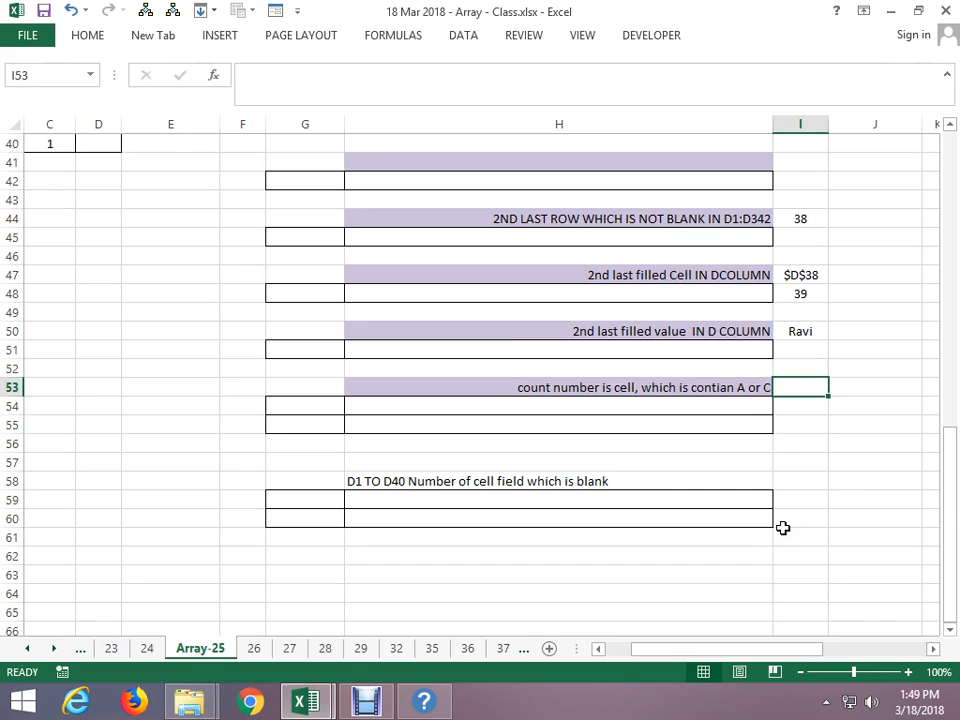 18 Mar 2018 - Array - Class.xlsx - Excel
?
FILE HOME New Tab INSERT PAGE LAYOUT FORMULAS DATA REVIEW VIEW DEVELOPER Sign in
I53 fx
C D E F G H I J K
40 1
41
42
43
44 2ND LAST ROW WHICH IS NOT BLANK IN D1:D342 38
45
46
47 2nd last filled Cell IN DCOLUMN $D$38
48 39
49
50 2nd last filled value IN D COLUMN Ravi
51
52
53 count number is cell, which is contian A or C
54
55
56
57
58 D1 TO D40 Number of cell field which is blank
59
60
61
62
63
64
65
66
... 23 24 Array-25 26 27 28 29 32 35 36 37 ...
READY 100%
1:49 PM
3/18/2018